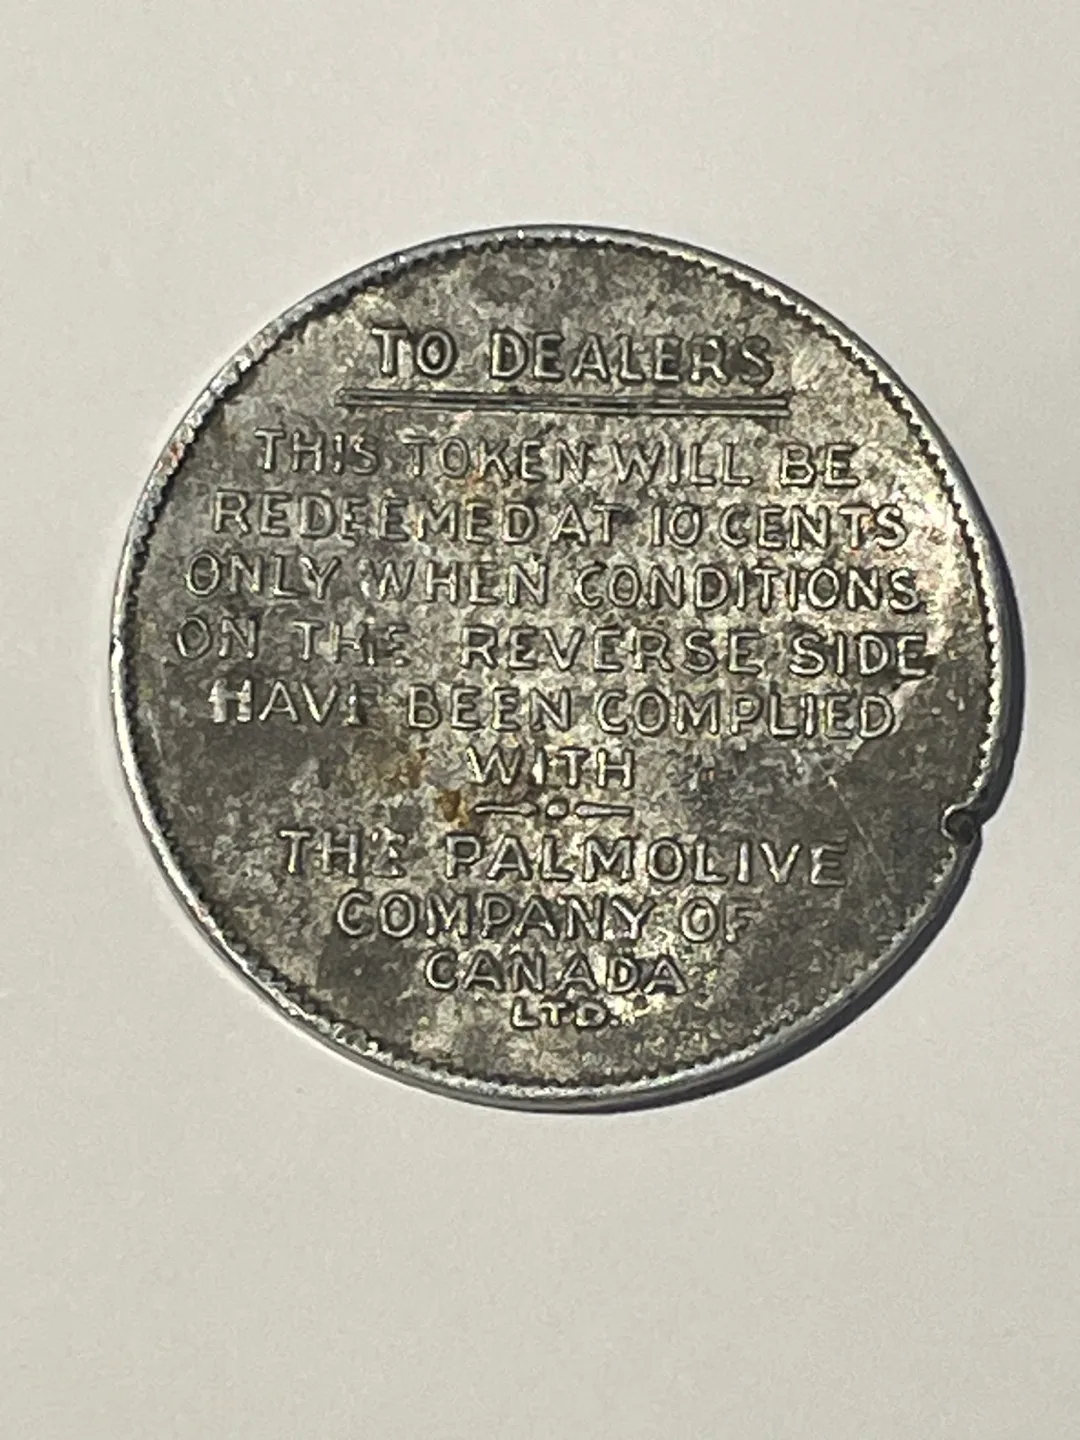 TO DEALERS
THIS TOKEN WILL BE
REDEEMED AT 10 CENTS
ONLY WHEN CONDITIONS
ON THE REVERSE SIDE
HAVE BEEN COMPLIED
WITH
THE PALMOLIVE
COMPANY OF
CANADA
LTD.